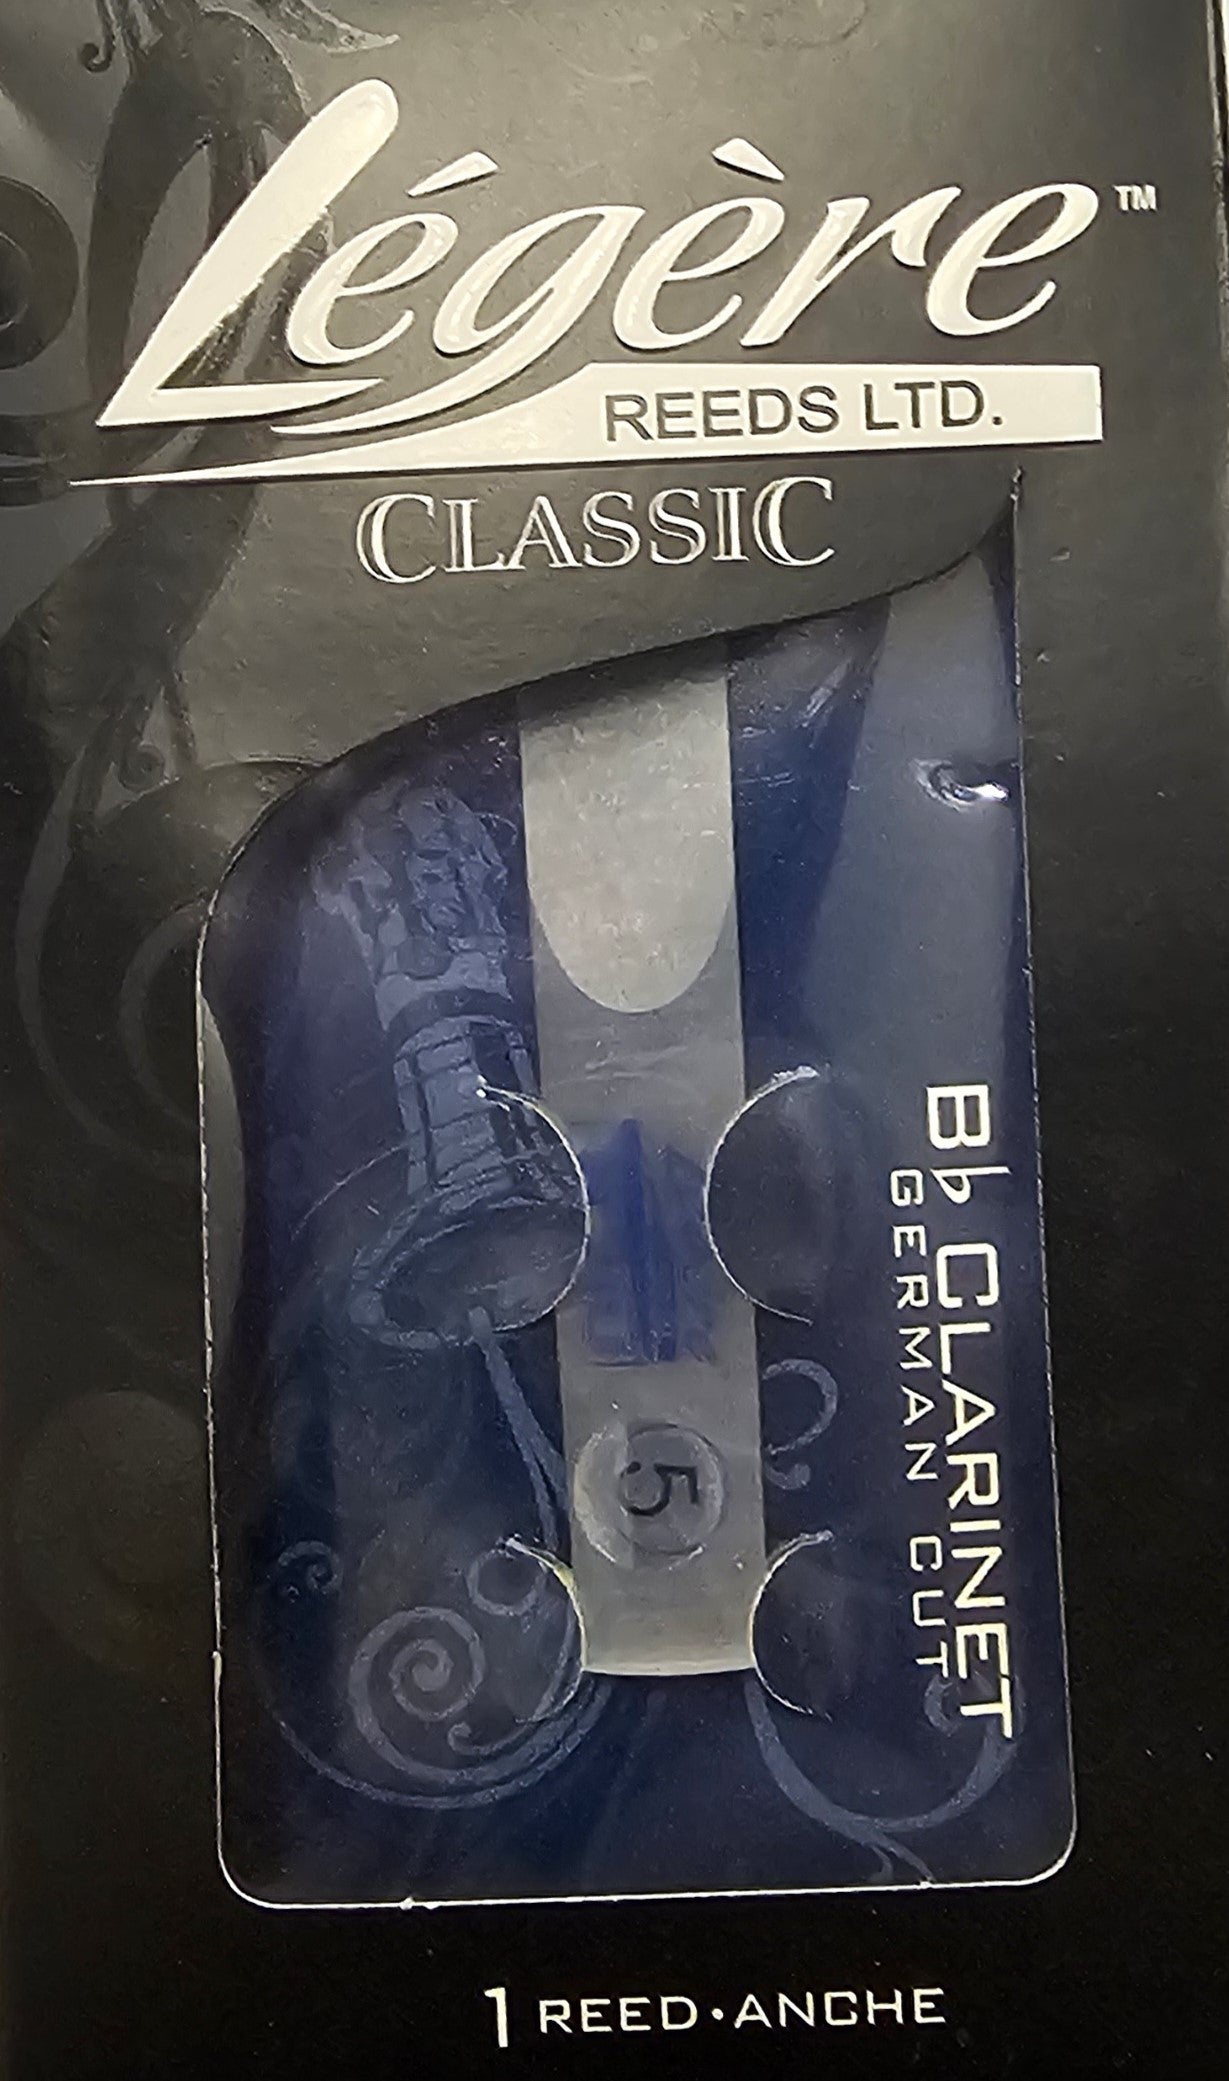 Légère™
REEDS LTD.
CLASSIC
B♭ CLARINET
GERMAN CUT
5
1 REED•ANCHE